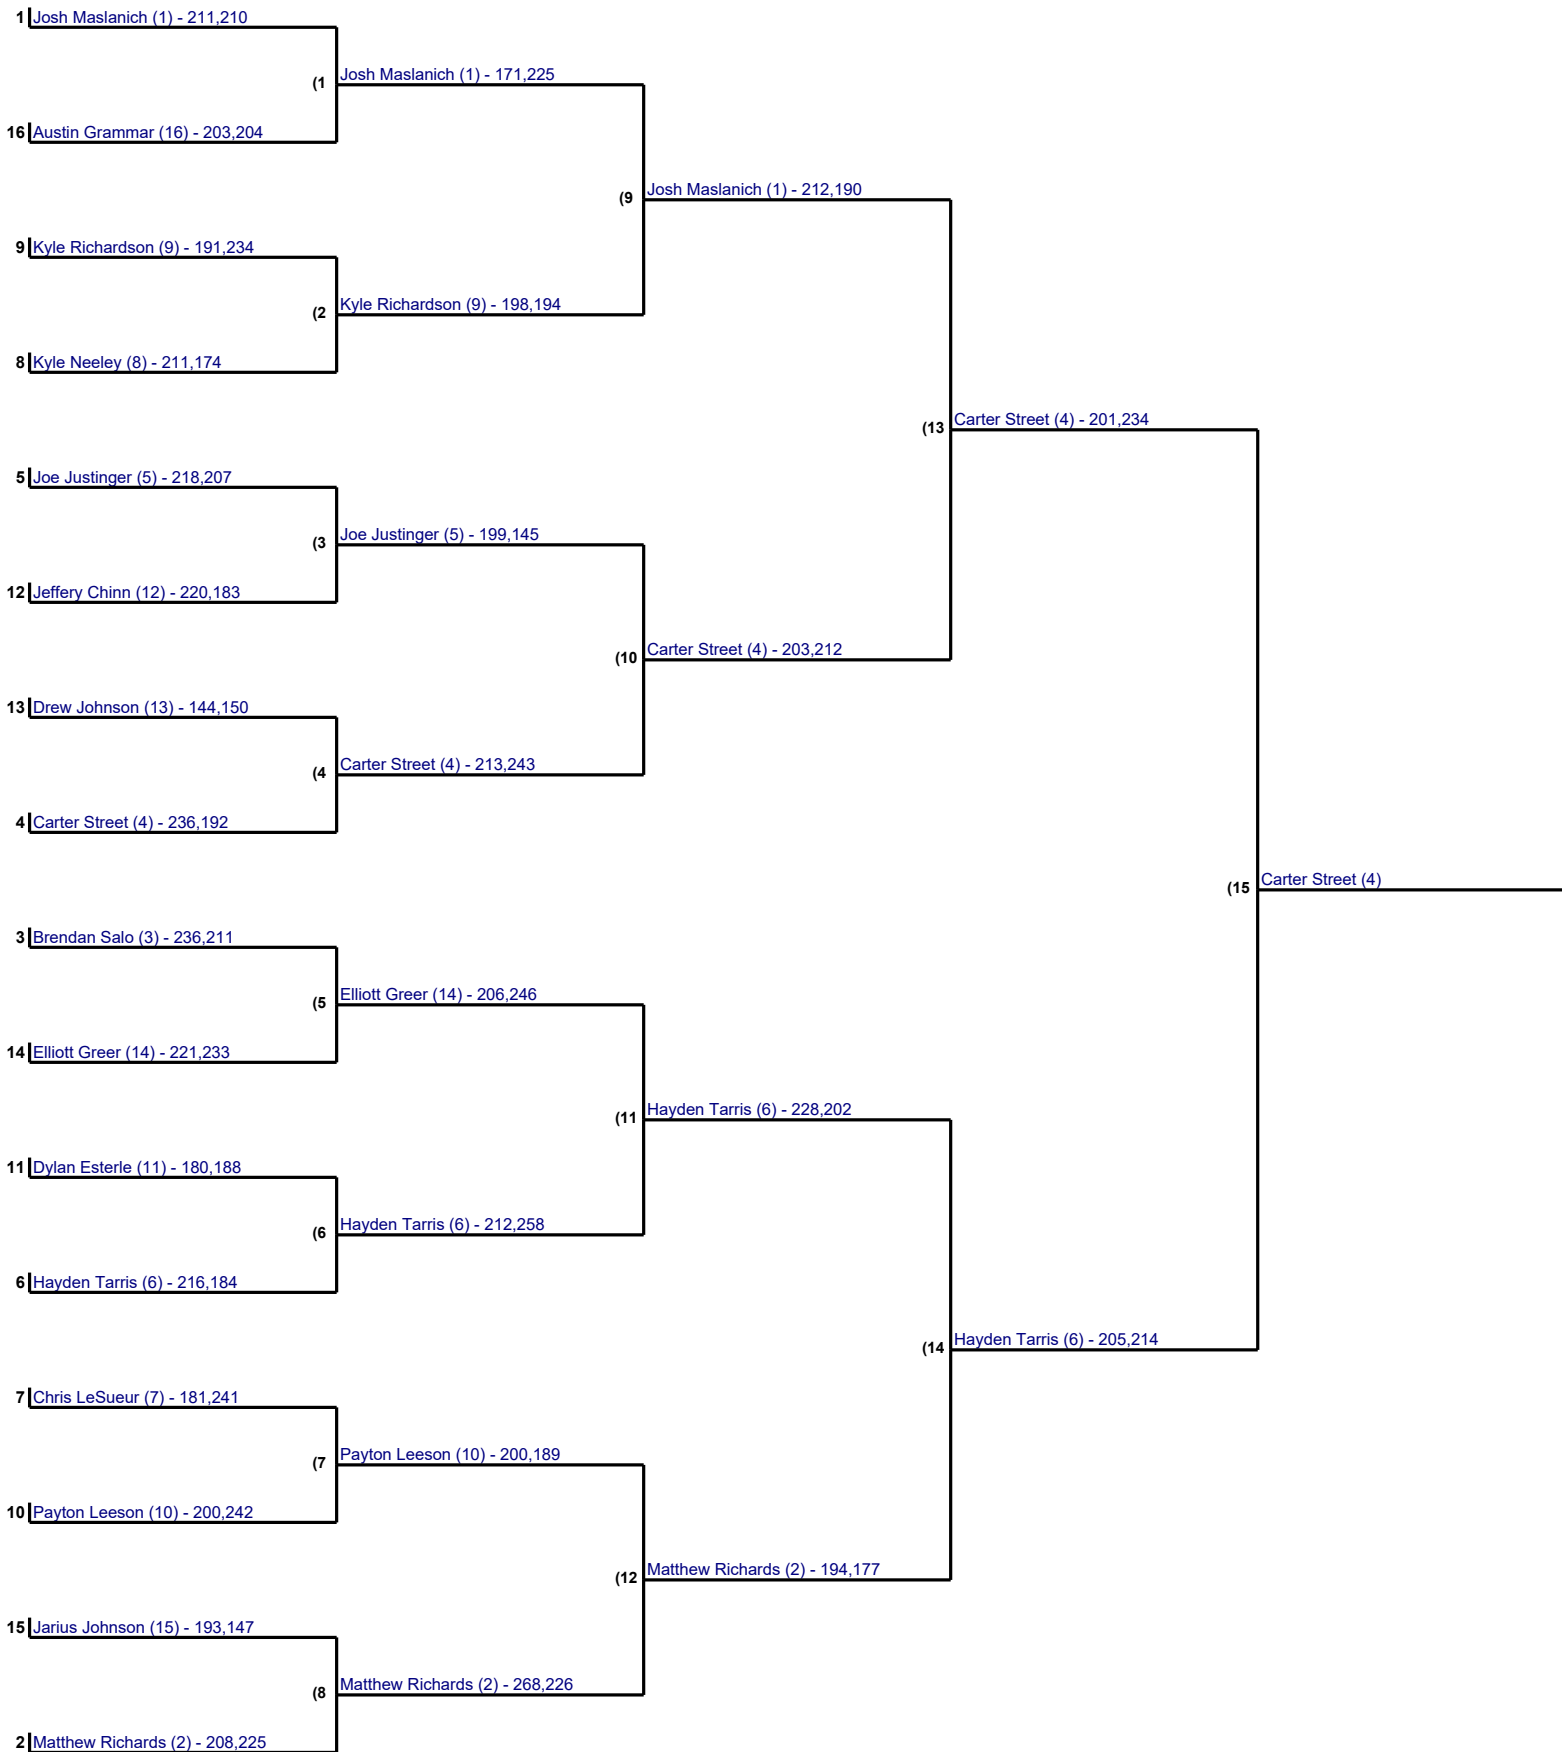 1 Josh Maslanich (1) - 211,210
(1 Josh Maslanich (1) - 171,225
16 Austin Grammar (16) - 203,204
(9 Josh Maslanich (1) - 212,190
9 Kyle Richardson (9) - 191,234
(2 Kyle Richardson (9) - 198,194
8 Kyle Neeley (8) - 211,174
(13 Carter Street (4) - 201,234
5 Joe Justinger (5) - 218,207
(3 Joe Justinger (5) - 199,145
12 Jeffery Chinn (12) - 220,183
(10 Carter Street (4) - 203,212
13 Drew Johnson (13) - 144,150
(4 Carter Street (4) - 213,243
4 Carter Street (4) - 236,192
(15 Carter Street (4)
3 Brendan Salo (3) - 236,211
(5 Elliott Greer (14) - 206,246
14 Elliott Greer (14) - 221,233
(11 Hayden Tarris (6) - 228,202
11 Dylan Esterle (11) - 180,188
(6 Hayden Tarris (6) - 212,258
6 Hayden Tarris (6) - 216,184
(14 Hayden Tarris (6) - 205,214
7 Chris LeSueur (7) - 181,241
(7 Payton Leeson (10) - 200,189
10 Payton Leeson (10) - 200,242
(12 Matthew Richards (2) - 194,177
15 Jarius Johnson (15) - 193,147
(8 Matthew Richards (2) - 268,226
2 Matthew Richards (2) - 208,225